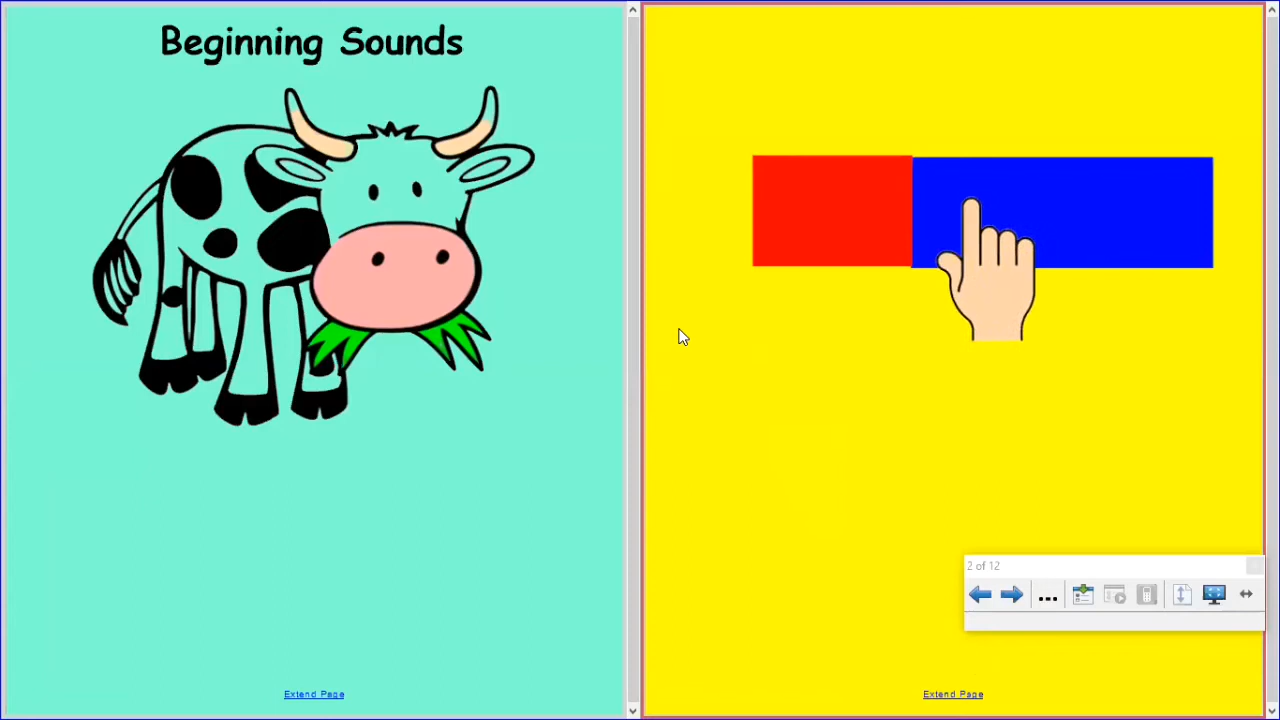 Beginning Sounds
2 of 12
...
Extend Page
Extend Page